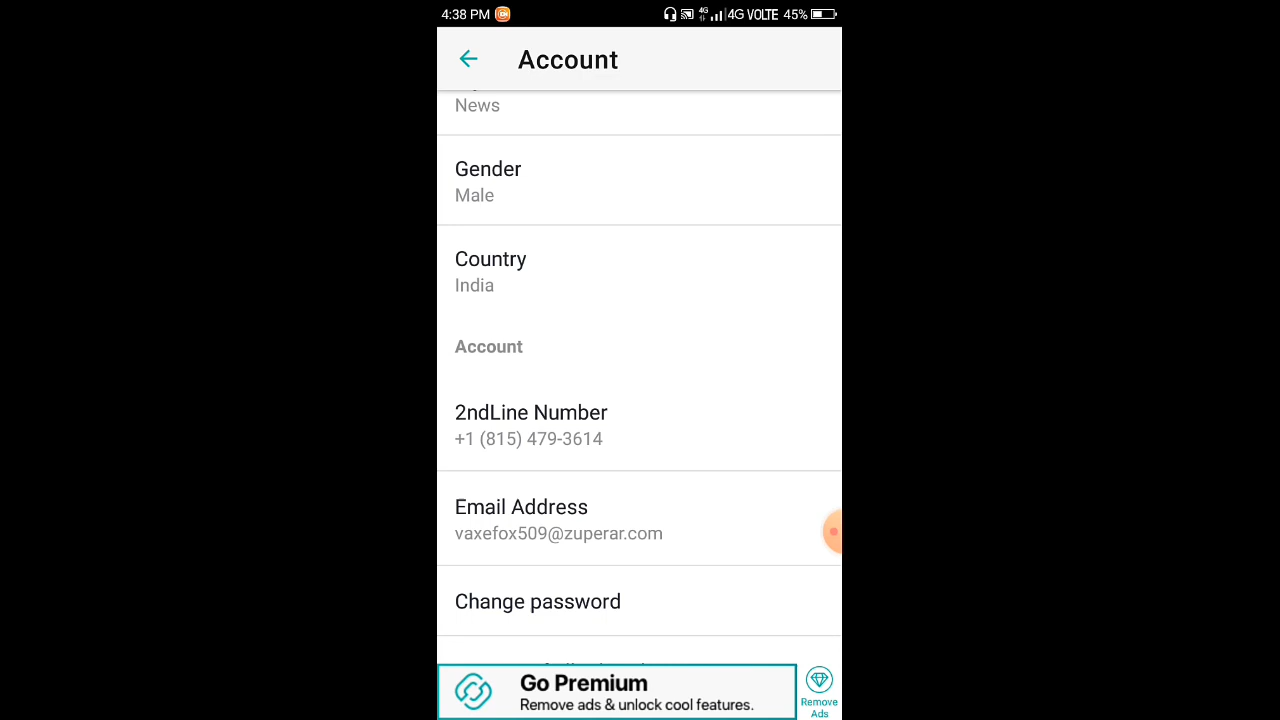 4:38 PM 4G 4G VOLTE 45%
Account
News
Gender
Male
Country
India
Account
2ndLine Number
+1 (815) 479-3614
Email Address
vaxefox509@zuperar.com
Change password
Go Premium
Remove ads & unlock cool features.
Remove
Ads